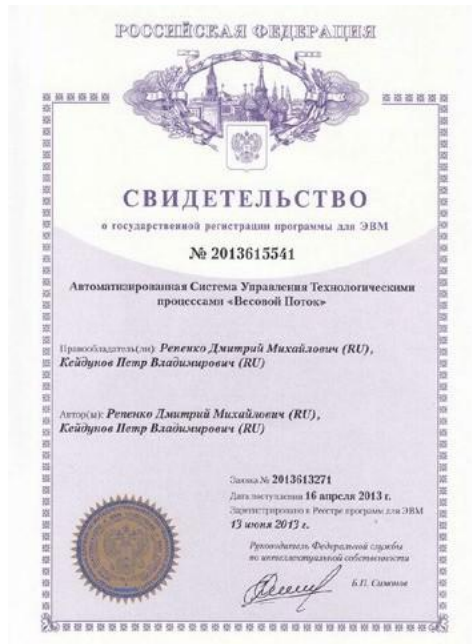 РОССИЙСКАЯ ФЕДЕРАЦИЯ
СВИДЕТЕЛЬСТВО
о государственной регистрации программы для ЭВМ
№ 2013615541
Автоматизированная Система Управления Технологическими
процессами «Весовой Поток»
Правообладатель(ли): Репенко Дмитрий Михайлович (RU),
Кейдунов Петр Владимирович (RU)
Автор(ы): Репенко Дмитрий Михайлович (RU),
Кейдунов Петр Владимирович (RU)
Заявка № 2013613271
Дата поступления 16 апреля 2013 г.
Зарегистрировано в Реестре программ для ЭВМ
13 июня 2013 г.
Руководитель Федеральной службы
по интеллектуальной собственности
Б.П. Симонов